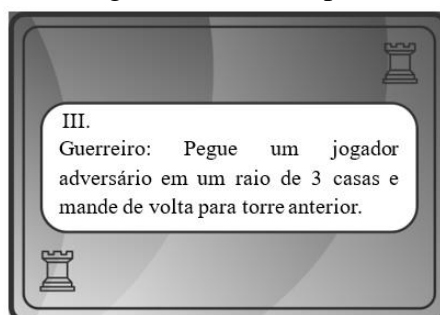 III.
Guerreiro: Pegue um jogador
adversário em um raio de 3 casas e
mande de volta para torre anterior.